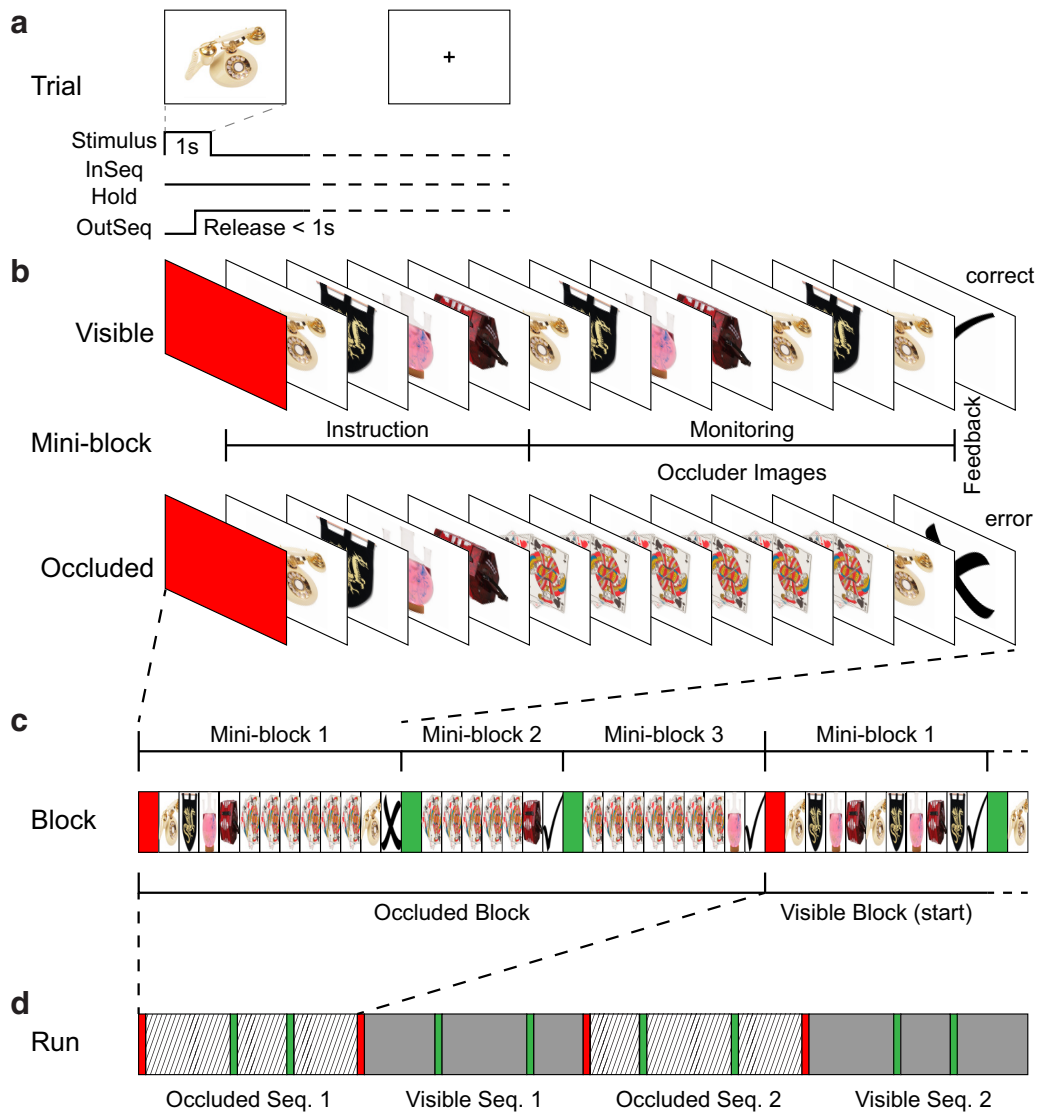 a
Trial
+
Stimulus
1s
InSeq
Hold
OutSeq
Release < 1s
b
Visible
correct
Mini-block
Instruction
Monitoring
Occluder Images
Feedback
Occluded
error
c
Mini-block 1
Mini-block 2
Mini-block 3
Mini-block 1
Block
Occluded Block
Visible Block (start)
d
Run
Occluded Seq. 1
Visible Seq. 1
Occluded Seq. 2
Visible Seq. 2